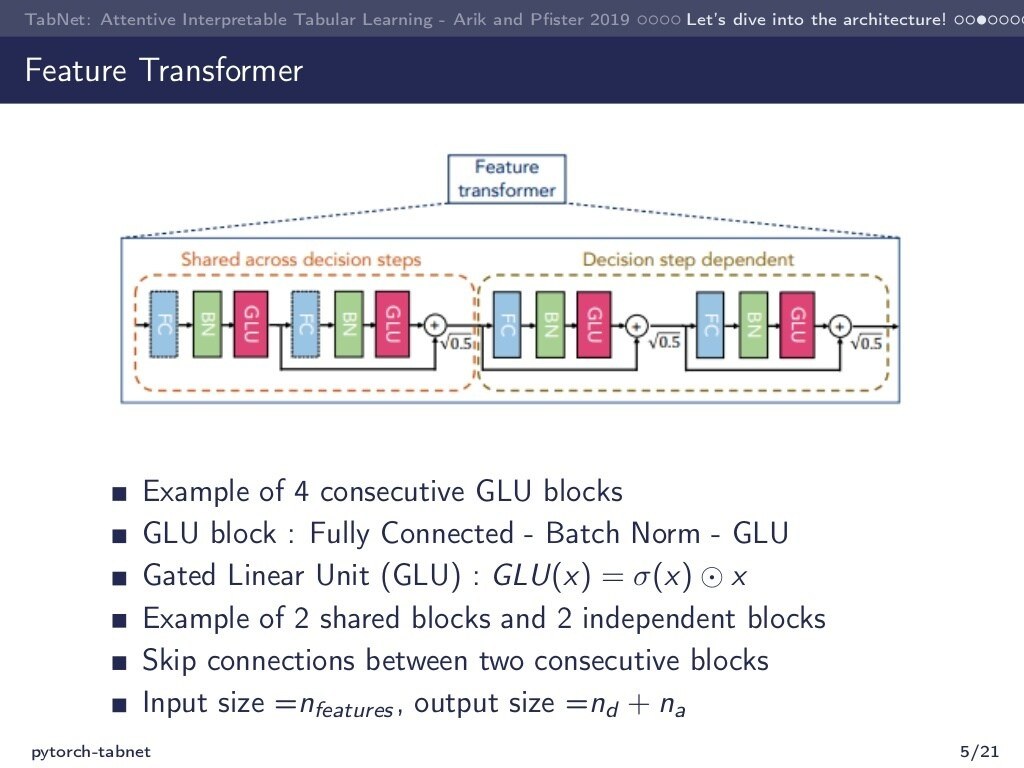 TabNet: Attentive Interpretable Tabular Learning - Arik and Pfister 2019 Let's dive into the architecture!
Feature Transformer
Feature
transformer
Shared across decision steps
Decision step dependent
FC BN GLU FC BN GLU + √0.5 FC BN GLU + √0.5 FC BN GLU + √0.5
Example of 4 consecutive GLU blocks
GLU block : Fully Connected - Batch Norm - GLU
Gated Linear Unit (GLU) : GLU(x) = σ(x) ⊙ x
Example of 2 shared blocks and 2 independent blocks
Skip connections between two consecutive blocks
Input size =n_features, output size =n_d + n_a
pytorch-tabnet
5/21